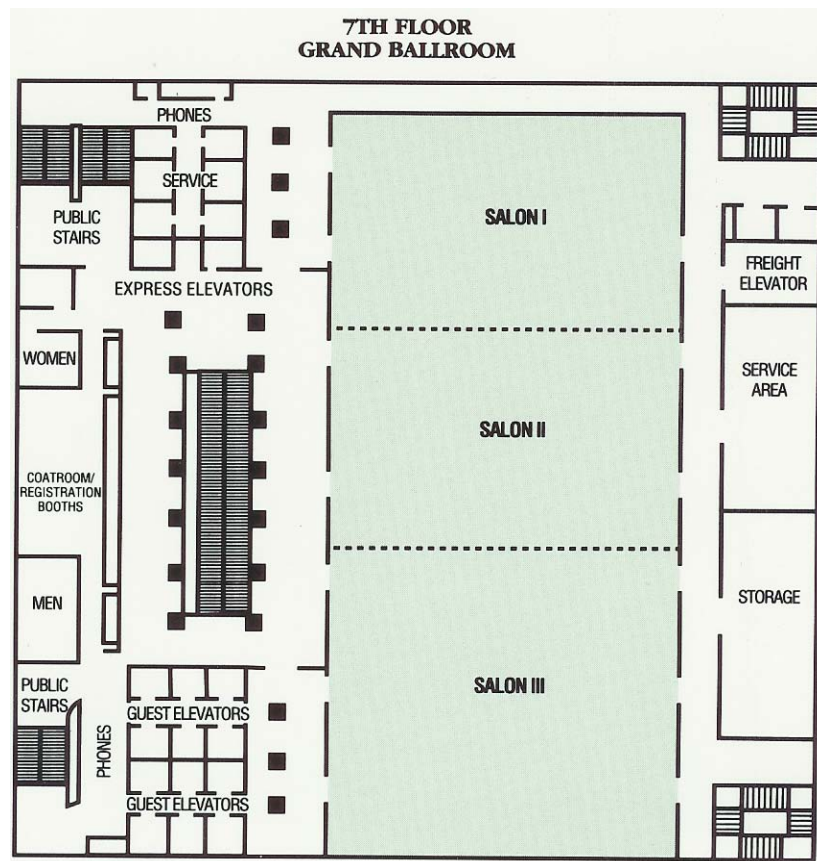 7TH FLOOR
GRAND BALLROOM
PHONES
SERVICE
PUBLIC
STAIRS
SALON I
FREIGHT
ELEVATOR
EXPRESS ELEVATORS
WOMEN
SERVICE
AREA
SALON II
COATROOM/
REGISTRATION
BOOTHS
MEN
STORAGE
PUBLIC
STAIRS
SALON III
GUEST ELEVATORS
PHONES
GUEST ELEVATORS